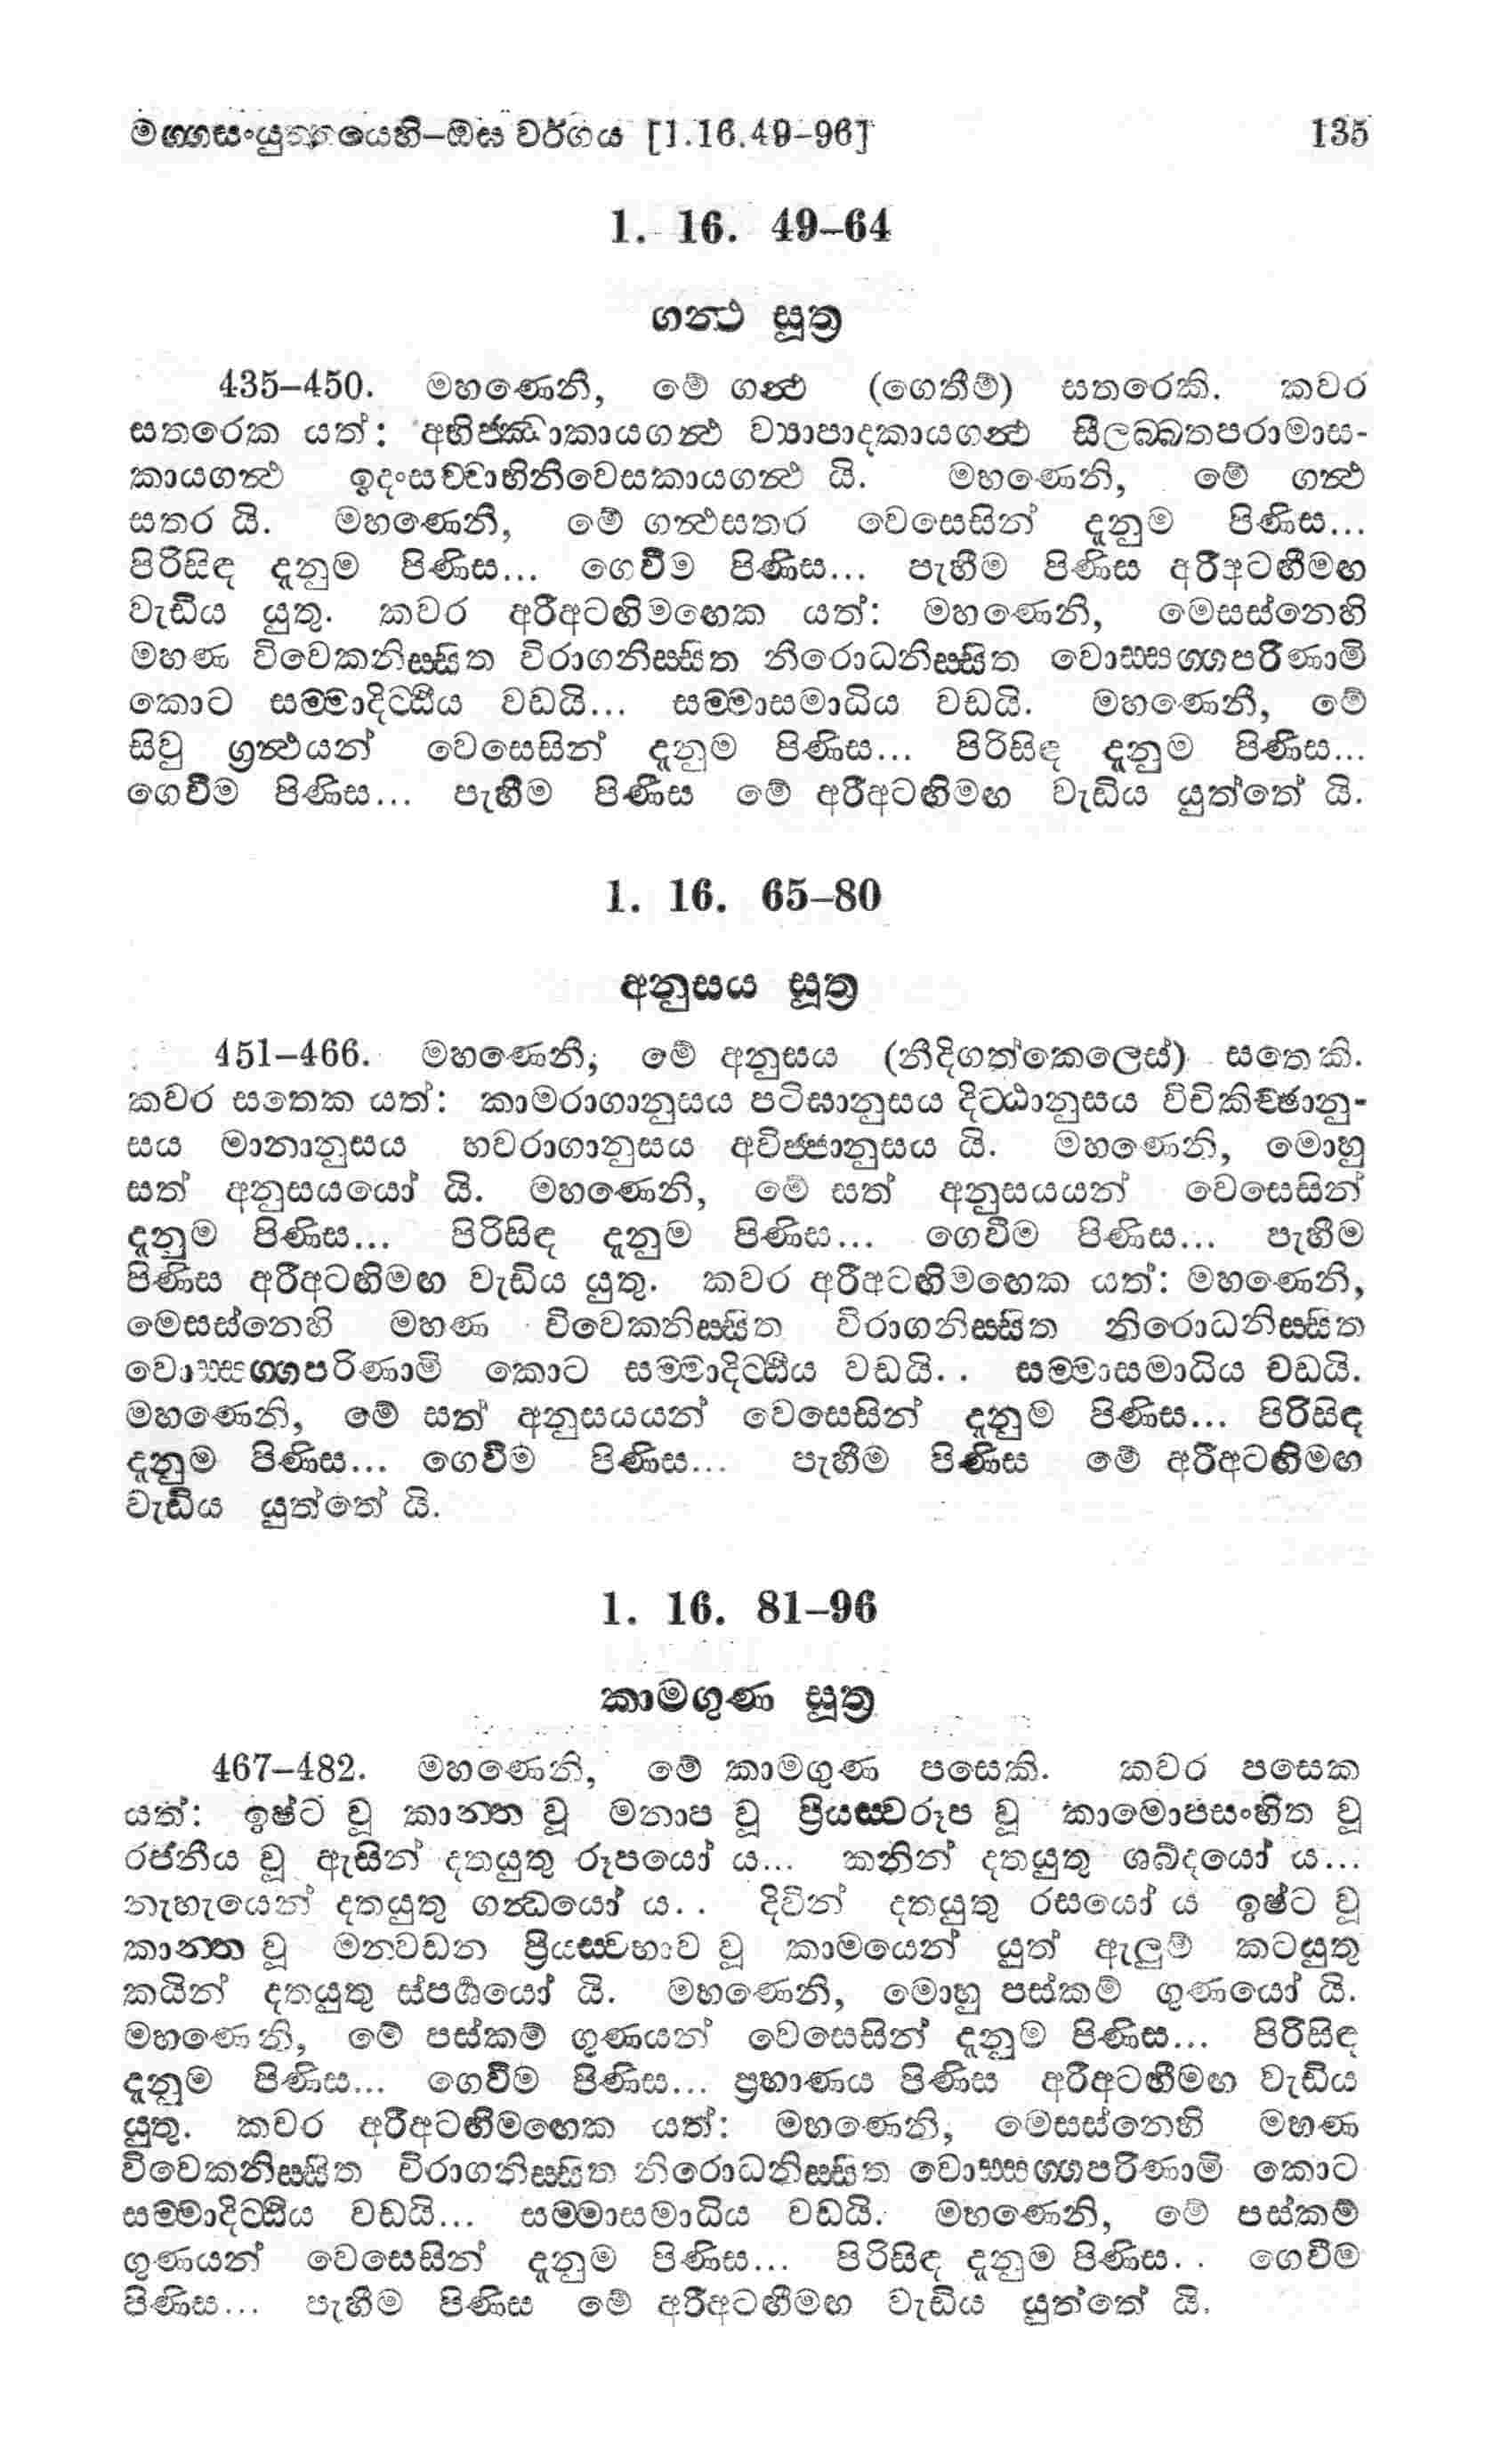 මග්ගසංයුත්තයෙහි–ඔඝ වර්ගය [1.16.49–96] 135
1. 16. 49–64
ගන්ථ සූත්‍ර
435–450. මහණෙනි, මේ ගන්ථ (ගෙතීම්) සතරෙකි. කවර
සතරෙක යත්: අභිජ්ඣාකායගන්ථ ව්‍යාපාදකායගන්ථ සීලබ්බතපරාමාස-
කායගන්ථ ඉදංසච්චාභිනිවෙසකායගන්ථ යි. මහණෙනි, මේ ගන්ථ
සතර යි. මහණෙනි, මේ ගන්ථසතර වෙසෙසින් දැනුම පිණිස...
පිරිසිඳ දැනුම පිණිස... ගෙවීම පිණිස... පැහීම පිණිස අරීඅටඟිමඟ
වැඩිය යුතු. කවර අරීඅටඟිමඟෙක යත්: මහණෙනි, මෙසස්නෙහි
මහණ විවෙකනිස්සිත විරාගනිස්සිත නිරොධනිස්සිත වොස්සග්ගපරිණාමි
කොට සම්මාදිට්ඨිය වඩයි... සම්මාසමාධිය වඩයි. මහණෙනි, මේ
සිවු ග්‍රන්ථයන් වෙසෙසින් දැනුම පිණිස... පිරිසිඳ දැනුම පිණිස...
ගෙවීම පිණිස... පැහීම පිණිස මේ අරීඅටඟිමඟ වැඩිය යුත්තේ යි.
1. 16. 65–80
අනුසය සූත්‍ර
451–466. මහණෙනි, මේ අනුසය (නිදිගත්කෙලෙස්) සතෙකි.
කවර සතෙක යත්: කාමරාගානුසය පටිඝානුසය දිට්ඨානුසය විචිකිච්ඡානු-
සය මානානුසය භවරාගානුසය අවිජ්ජානුසය යි. මහණෙනි, මොහු
සත් අනුසයයෝ යි. මහණෙනි, මේ සත් අනුසයයන් වෙසෙසින්
දැනුම පිණිස... පිරිසිඳ දැනුම පිණිස... ගෙවීම පිණිස... පැහීම
පිණිස අරීඅටඟිමඟ වැඩිය යුතු. කවර අරීඅටඟිමඟෙක යත්: මහණෙනි,
මෙසස්නෙහි මහණ විවෙකනිස්සිත විරාගනිස්සිත නිරොධනිස්සිත
වොස්සග්ගපරිණාමි කොට සම්මාදිට්ඨිය වඩයි.. සම්මාසමාධිය වඩයි.
මහණෙනි, මේ සත් අනුසයයන් වෙසෙසින් දැනුම පිණිස... පිරිසිඳ
දැනුම පිණිස... ගෙවීම පිණිස... පැහීම පිණිස මේ අරීඅටඟිමඟ
වැඩිය යුත්තේ යි.
1. 16. 81–96
කාමගුණ සූත්‍ර
467–482. මහණෙනි, මේ කාමගුණ පසෙකි. කවර පසෙක
යත්: ඉෂ්ට වූ කාන්ත වූ මනාප වූ ප්‍රියස්වරූප වූ කාමොපසංහිත වූ
රජනීය වූ ඇසින් දතයුතු රූපයෝ ය... කනින් දතයුතු ශබ්දයෝ ය...
නැහැයෙන් දතයුතු ගන්ධයෝ ය.. දිවින් දතයුතු රසයෝ ය ඉෂ්ට වූ
කාන්ත වූ මනවඩන ප්‍රියස්වභාව වූ කාමයෙන් යුත් ඇලුම් කටයුතු
කයින් දතයුතු ස්පර්ශයෝ යි. මහණෙනි, මොහු පස්කම් ගුණයෝ යි.
මහණෙනි, මේ පස්කම් ගුණයන් වෙසෙසින් දැනුම පිණිස... පිරිසිඳ
දැනුම පිණිස... ගෙවීම පිණිස... ප්‍රහාණය පිණිස අරීඅටඟිමඟ වැඩිය
යුතු. කවර අරීඅටඟිමඟෙක යත්: මහණෙනි, මෙසස්නෙහි මහණ
විවෙකනිස්සිත විරාගනිස්සිත නිරොධනිස්සිත වොස්සග්ගපරිණාමි කොට
සම්මාදිට්ඨිය වඩයි... සම්මාසමාධිය වඩයි. මහණෙනි, මේ පස්කම්
ගුණයන් වෙසෙසින් දැනුම පිණිස... පිරිසිඳ දැනුම පිණිස.. ගෙවීම
පිණිස... පැහීම පිණිස මේ අරීඅටඟිමඟ වැඩිය යුත්තේ යි.